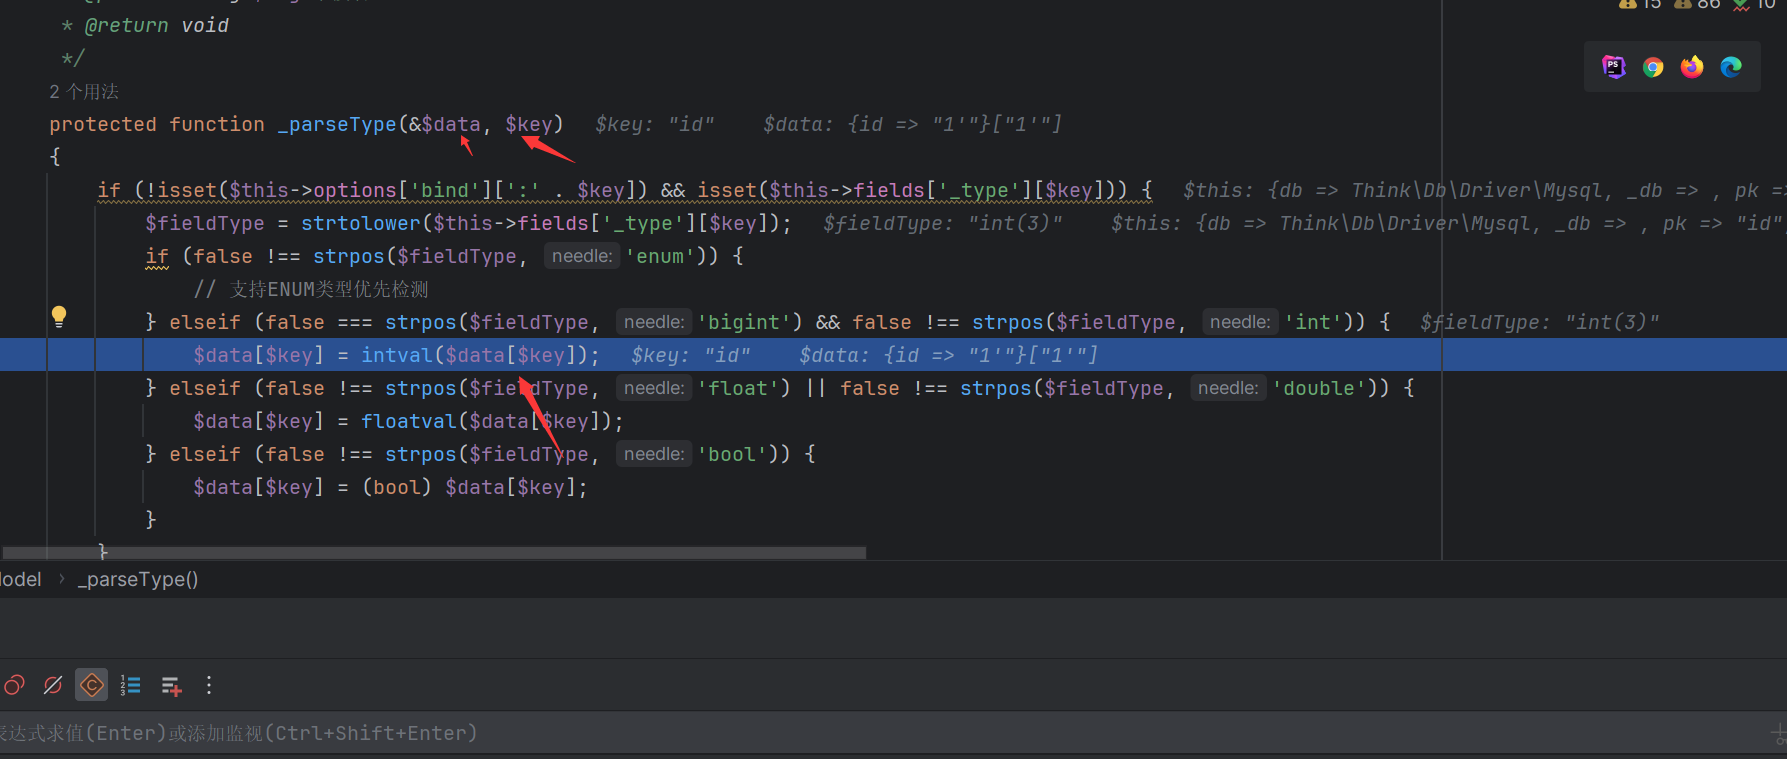 15 86 10
* @return void
*/
2 个用法
protected function _parseType(&$data, $key) $key: "id" $data: {id => "1'"}["1'"]
{
if (!isset($this->options['bind'][':' . $key]) && isset($this->fields['_type'][$key])) { $this: {db => Think\Db\Driver\Mysql, _db => , pk =>
$fieldType = strtolower($this->fields['_type'][$key]); $fieldType: "int(3)" $this: {db => Think\Db\Driver\Mysql, _db => , pk => "id"
if (false !== strpos($fieldType, needle: 'enum')) {
// 支持ENUM类型优先检测
} elseif (false === strpos($fieldType, needle: 'bigint') && false !== strpos($fieldType, needle: 'int')) { $fieldType: "int(3)"
$data[$key] = intval($data[$key]); $key: "id" $data: {id => "1'"}["1'"]
} elseif (false !== strpos($fieldType, needle: 'float') || false !== strpos($fieldType, needle: 'double')) {
$data[$key] = floatval($data[$key]);
} elseif (false !== strpos($fieldType, needle: 'bool')) {
$data[$key] = (bool) $data[$key];
}
}
odel › _parseType()
表达式求值(Enter)或添加监视(Ctrl+Shift+Enter)